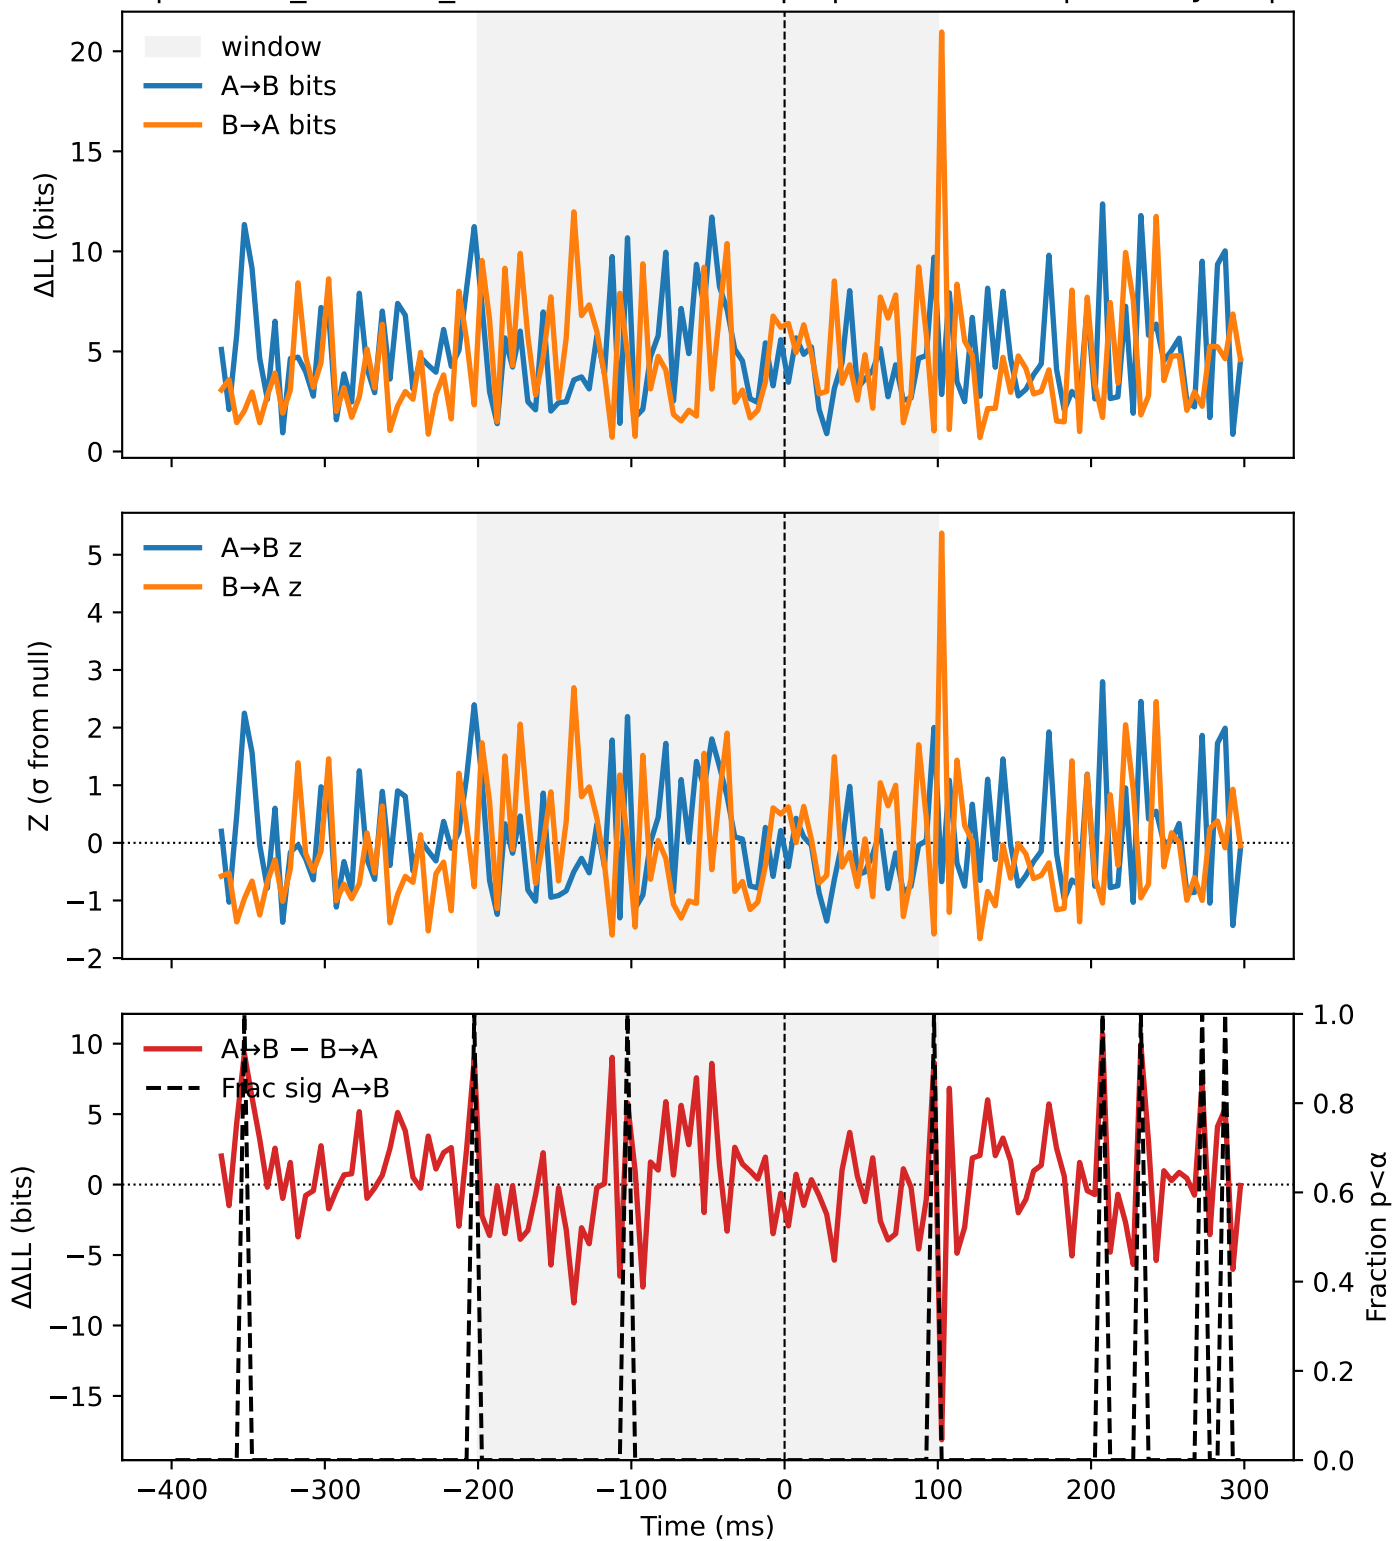 20
15
10
5
0
ΔLL (bits)
window
A→B bits
B→A bits
5
4
3
2
1
0
−1
−2
Z (σ from null)
A→B z
B→A z
10
5
0
−5
−10
−15
ΔΔLL (bits)
A→B − B→A
Frac sig A→B
1.0
0.8
0.6
0.4
0.2
0.0
Fraction p<α
−400 −300 −200 −100 0 100 200 300
Time (ms)